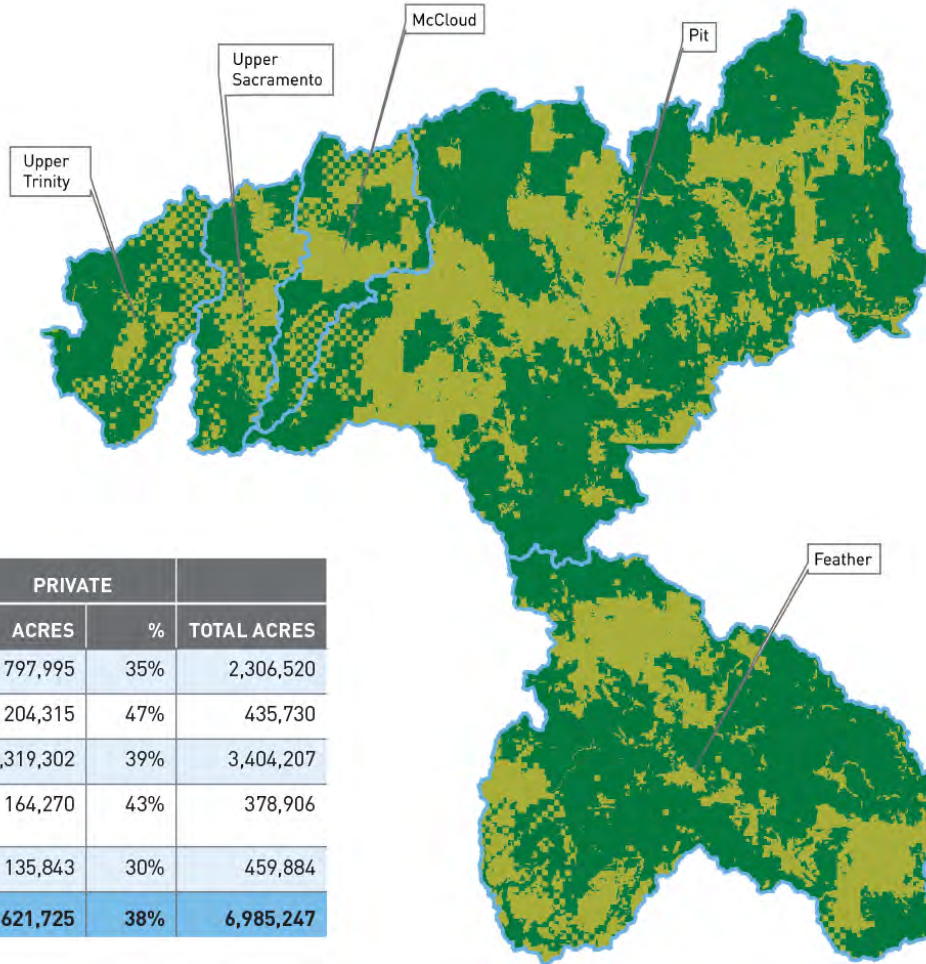 McCloud
Pit
Upper
Sacramento
Upper
Trinity
Feather
PRIVATE
ACRES % TOTAL ACRES
797,995 35% 2,306,520
204,315 47% 435,730
,319,302 39% 3,404,207
164,270 43% 378,906
135,843 30% 459,884
621,725 38% 6,985,247